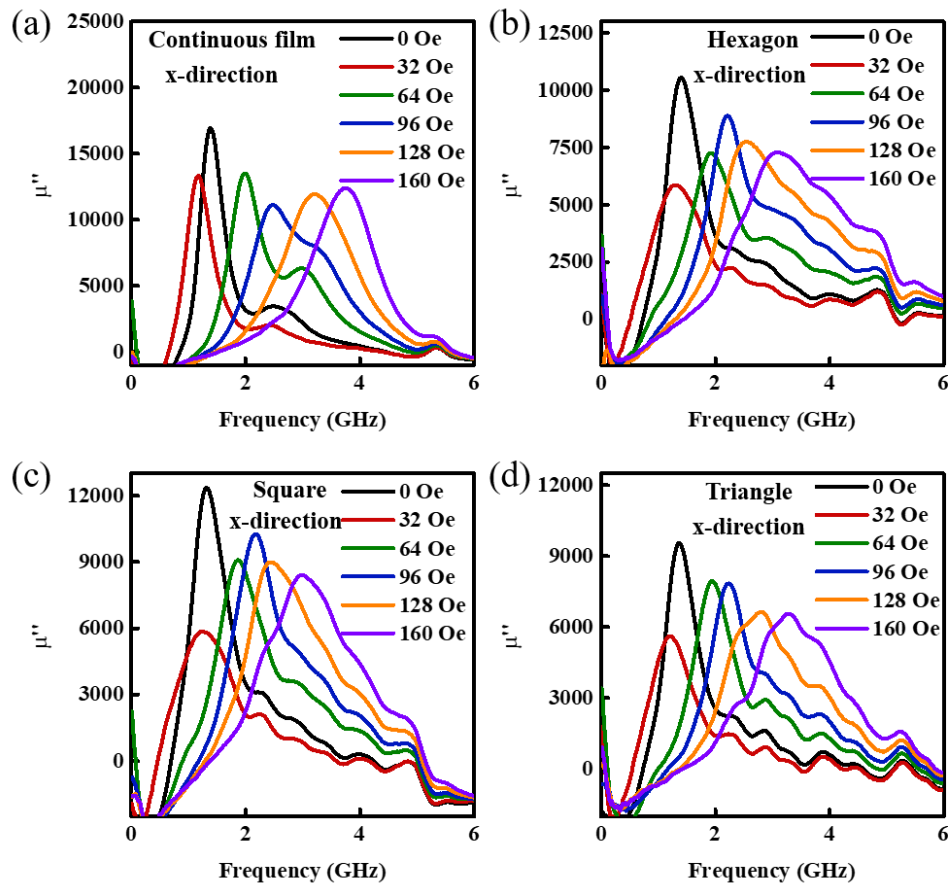 (a)
Continuous film
x-direction
0 Oe
32 Oe
64 Oe
96 Oe
128 Oe
160 Oe
25000
20000
15000
10000
5000
0
μ''
0
2
4
6
Frequency (GHz)
(b)
Hexagon
x-direction
0 Oe
32 Oe
64 Oe
96 Oe
128 Oe
160 Oe
12500
10000
7500
5000
2500
0
μ''
0
2
4
6
Frequency (GHz)
(c)
Square
x-direction
0 Oe
32 Oe
64 Oe
96 Oe
128 Oe
160 Oe
12000
9000
6000
3000
0
μ''
0
2
4
6
Frequency (GHz)
(d)
Triangle
x-direction
0 Oe
32 Oe
64 Oe
96 Oe
128 Oe
160 Oe
12000
9000
6000
3000
0
μ''
0
2
4
6
Frequency (GHz)